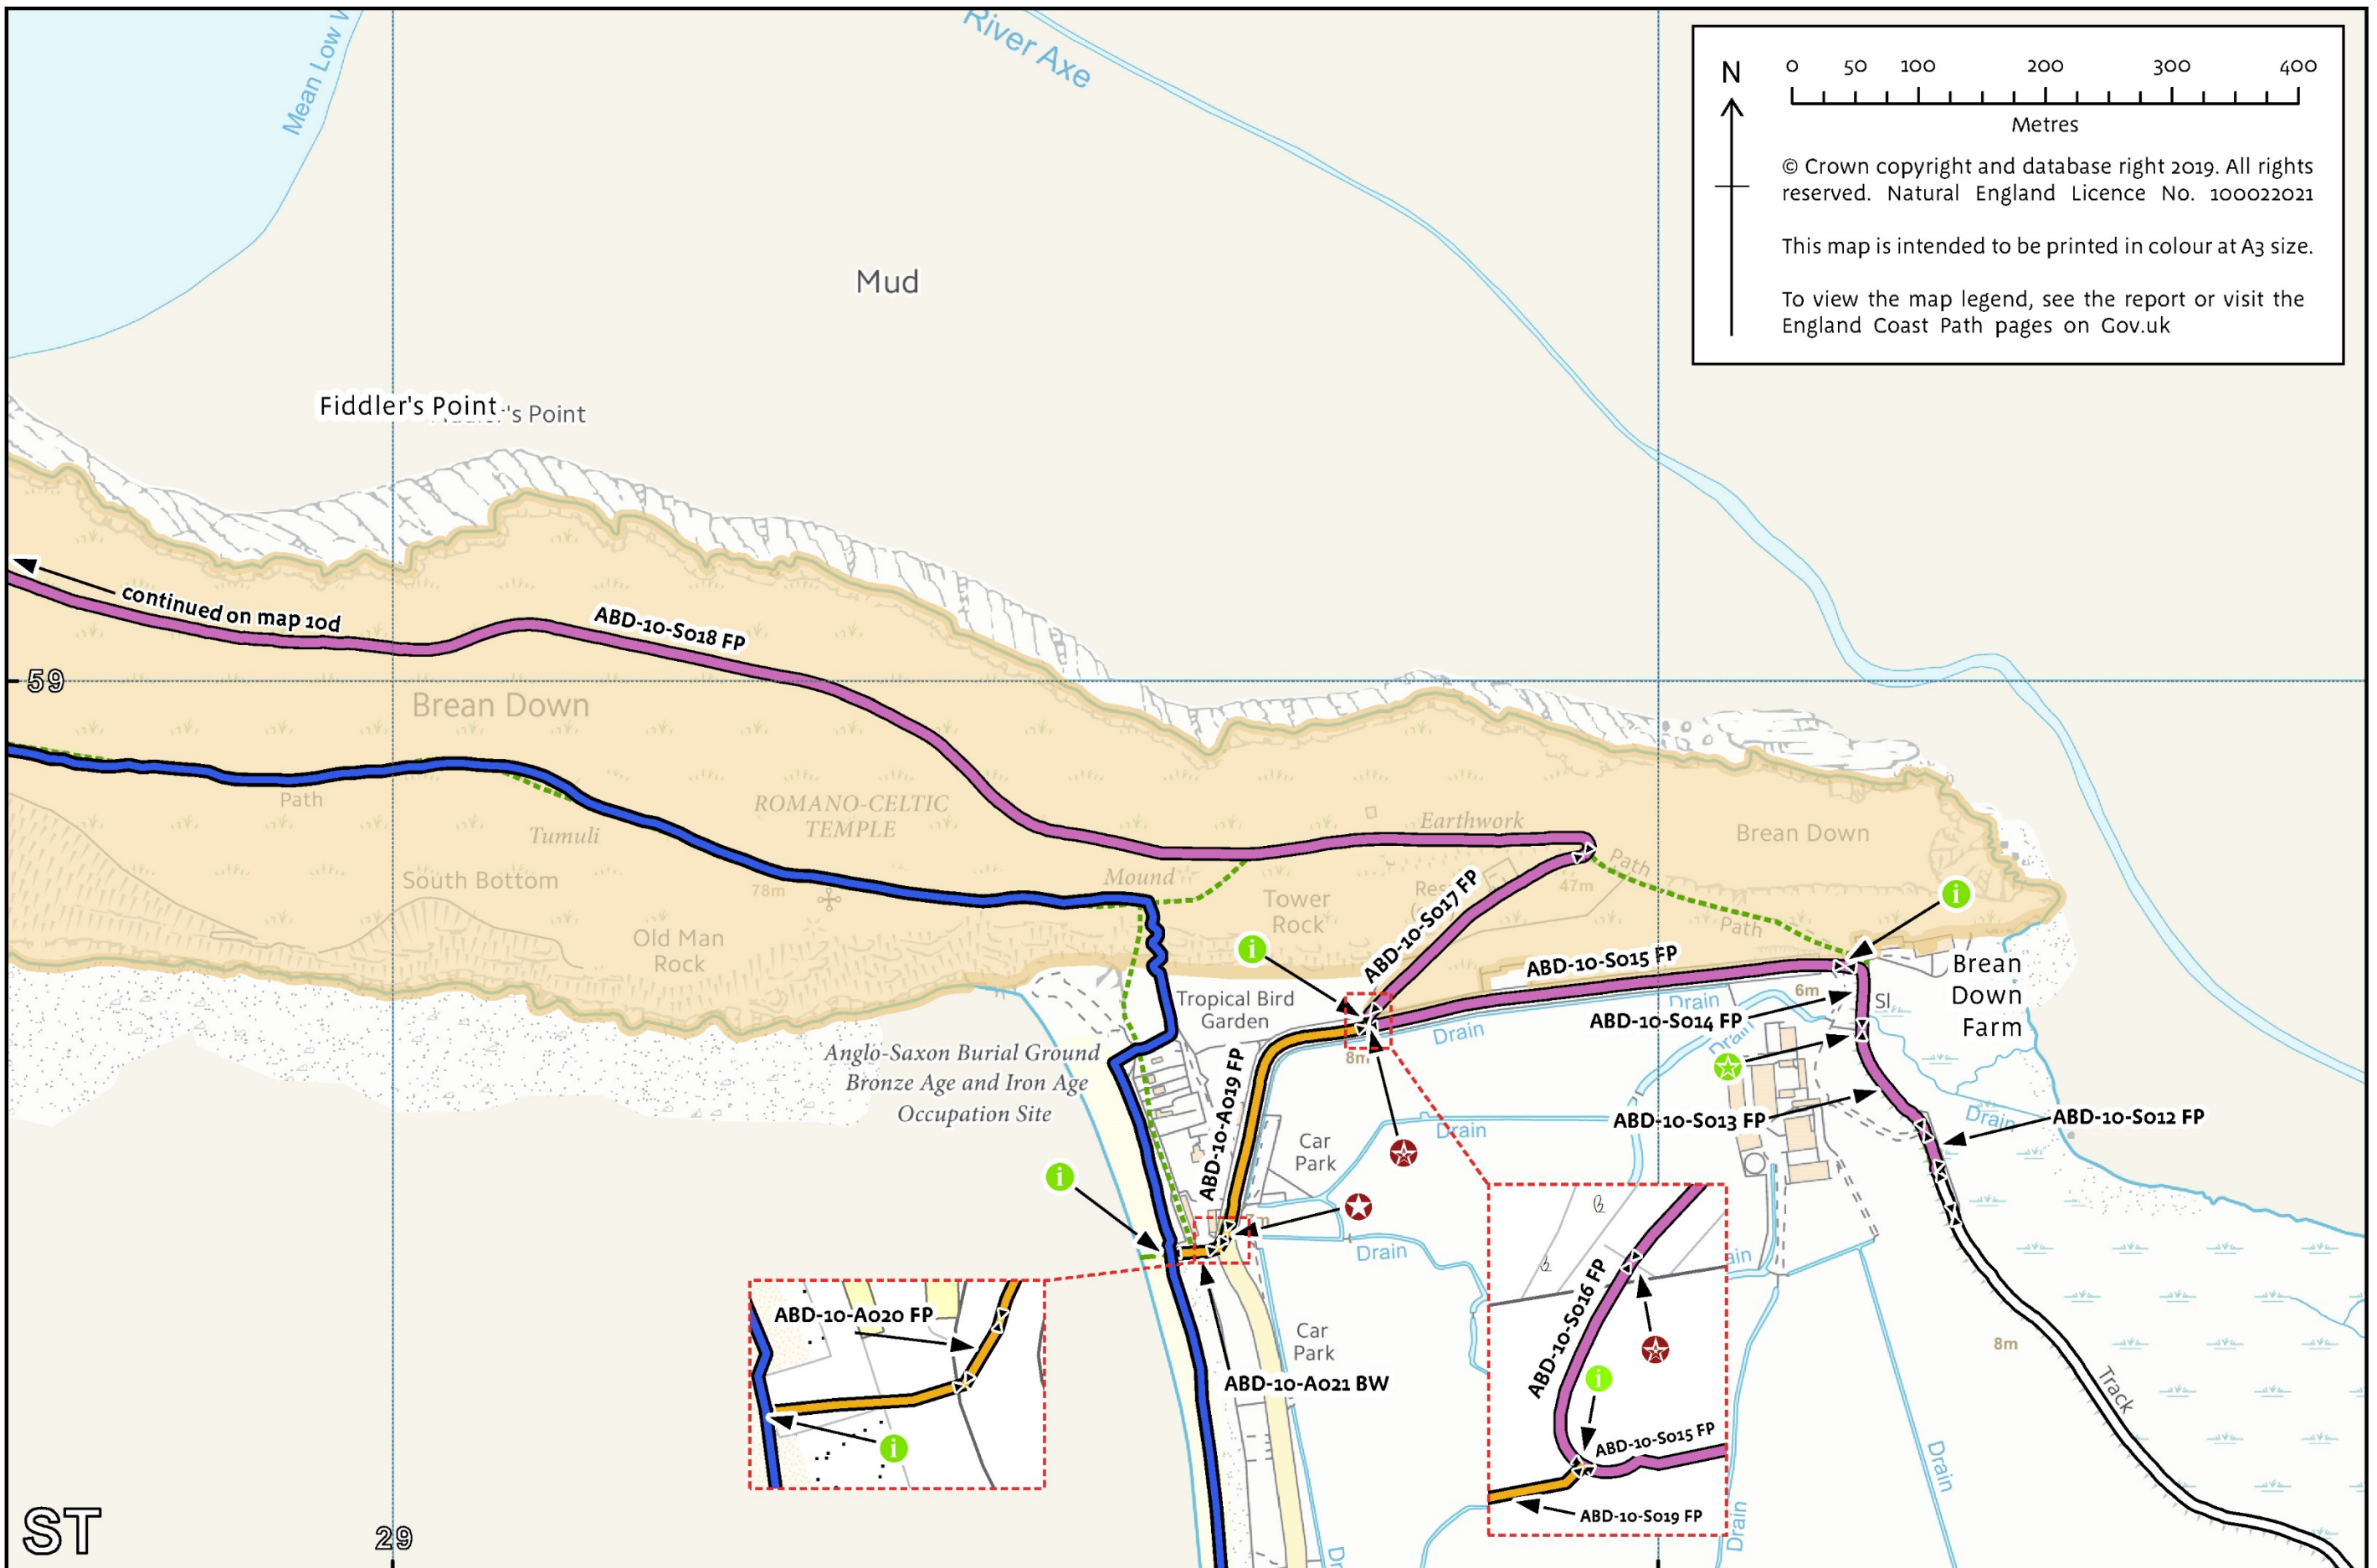 Mean Low
River Axe
N
0 50 100 200 300 400
Metres
© Crown copyright and database right 2019. All rights
reserved. Natural England Licence No. 100022021
This map is intended to be printed in colour at A3 size.
To view the map legend, see the report or visit the
England Coast Path pages on Gov.uk
Mud
Fiddler's Point
's Point
continued on map 10d
ABD-10-S018 FP
59
Brean Down
Path
ROMANO-CELTIC
TEMPLE
Tumuli
Earthwork
Brean Down
Path
South Bottom
78m
Mound
Tower
Rock
47m
ABD-10-S017 FP
Path
Old Man
Rock
ABD-10-S015 FP
Brean
Down
Farm
Tropical Bird
Garden
Drain
6m
Sl
ABD-10-S014 FP
Drain
Drain
8m
Anglo-Saxon Burial Ground
Bronze Age and Iron Age
Occupation Site
ABD-10-A019 FP
Car
Park
Drain
ABD-10-S013 FP
Drain
ABD-10-S012 FP
i
i
i
Drain
ABD-10-A020 FP
i
Car
Park
ABD-10-A021 BW
ABD-10-S016 FP
i
ABD-10-S015 FP
ABD-10-S019 FP
8m
Track
Drain
Drain
ST
29